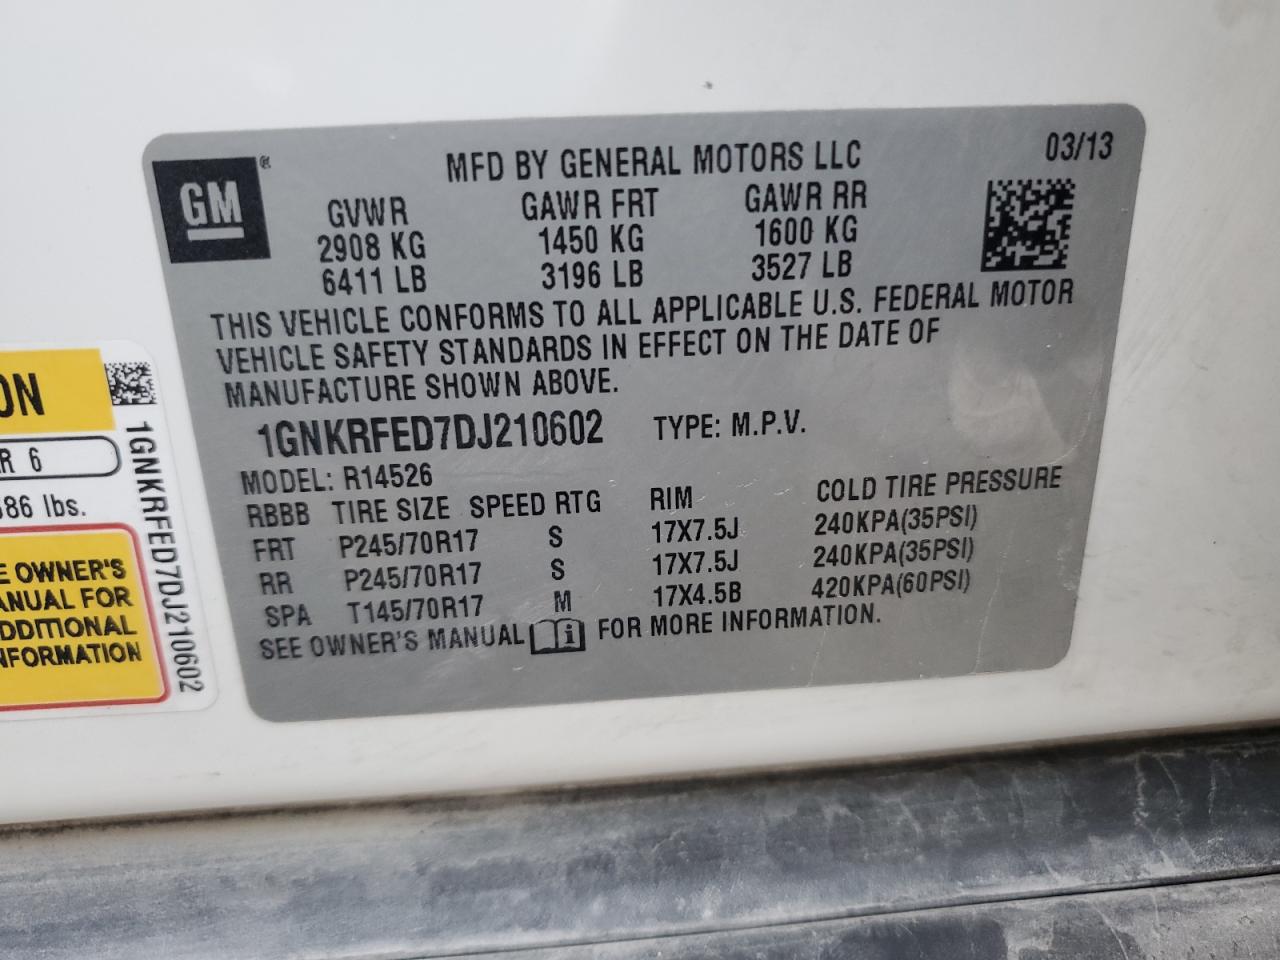 GM ®
MFD BY GENERAL MOTORS LLC 03/13
GVWR GAWR FRT GAWR RR
2908 KG 1450 KG 1600 KG
6411 LB 3196 LB 3527 LB
THIS VEHICLE CONFORMS TO ALL APPLICABLE U.S. FEDERAL MOTOR
VEHICLE SAFETY STANDARDS IN EFFECT ON THE DATE OF
MANUFACTURE SHOWN ABOVE.
1GNKRFED7DJ210602 TYPE: M.P.V.
MODEL: R14526
RBBB TIRE SIZE SPEED RTG RIM COLD TIRE PRESSURE
FRT P245/70R17 S 17X7.5J 240KPA(35PSI)
RR P245/70R17 S 17X7.5J 240KPA(35PSI)
SPA T145/70R17 M 17X4.5B 420KPA(60PSI)
SEE OWNER'S MANUAL i FOR MORE INFORMATION.
ON
R 6
86 lbs.
E OWNER'S
ANUAL FOR
DDITIONAL
NFORMATION
1GNKRFED7DJ210602